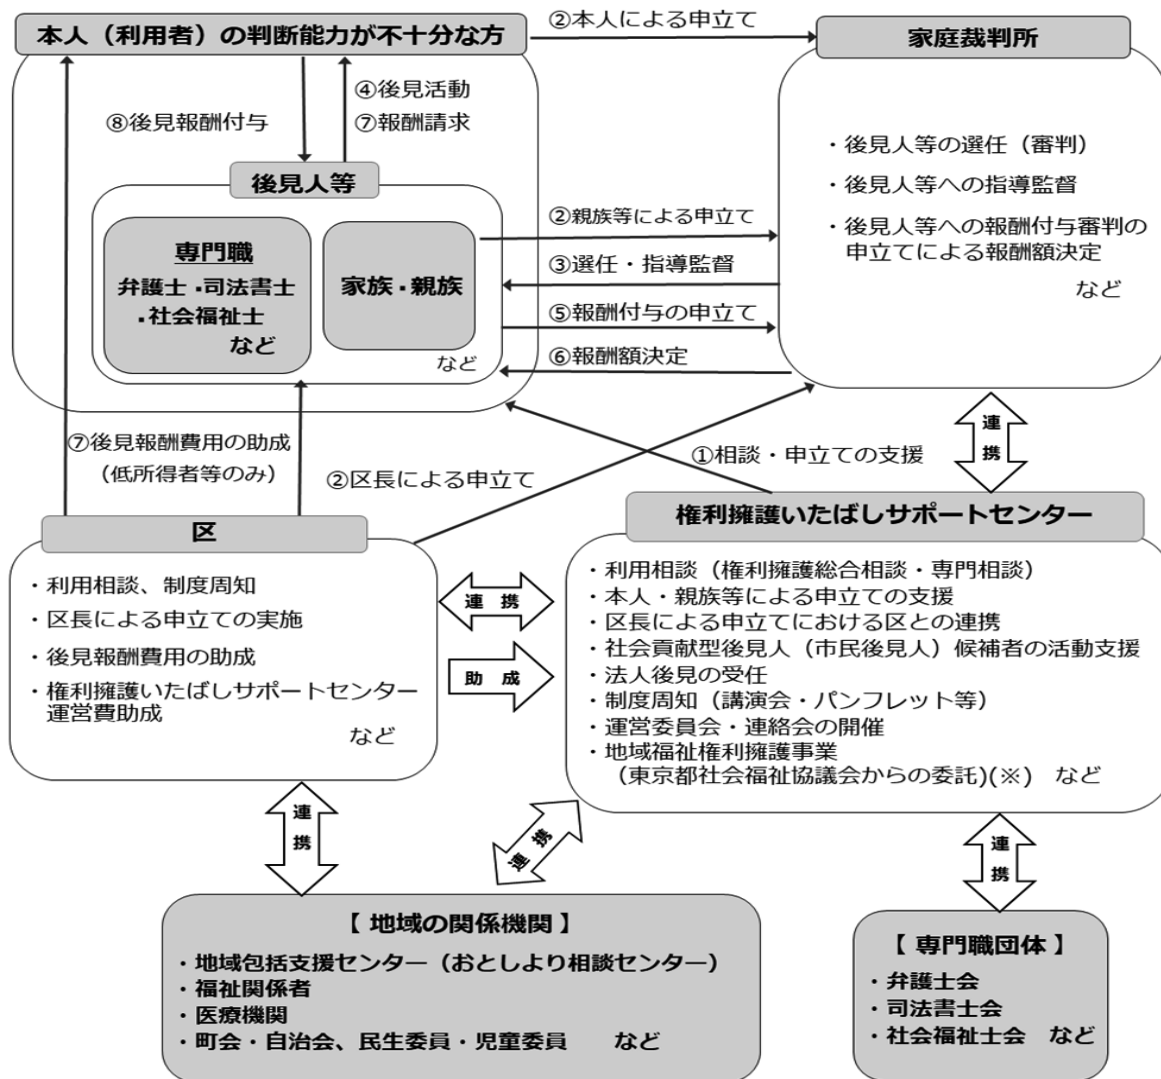 本人（利用者）の判断能力が不十分な方
②本人による申立て
家庭裁判所
④後見活動
⑦報酬請求
⑧後見報酬付与
・後見人等の選任（審判）
・後見人等への指導監督
・後見人等への報酬付与審判の
申立てによる報酬額決定
など
後見人等
専門職
弁護士・司法書士
・社会福祉士
など
家族・親族
など
②親族等による申立て
③選任・指導監督
⑤報酬付与の申立て
⑥報酬額決定
連携
⑦後見報酬費用の助成
（低所得者等のみ）
②区長による申立て
①相談・申立ての支援
区
・利用相談、制度周知
・区長による申立ての実施
・後見報酬費用の助成
・権利擁護いたばしサポートセンター
運営費助成
など
連携
助成
権利擁護いたばしサポートセンター
・利用相談（権利擁護総合相談・専門相談）
・本人・親族等による申立ての支援
・区長による申立てにおける区との連携
・社会貢献型後見人（市民後見人）候補者の活動支援
・法人後見の受任
・制度周知（講演会・パンフレット等）
・運営委員会・連絡会の開催
・地域福祉権利擁護事業
（東京都社会福祉協議会からの委託)(※)　など
連携
連携
連携
【 地域の関係機関 】
・地域包括支援センター（おとしより相談センター）
・福祉関係者
・医療機関
・町会・自治会、民生委員・児童委員　　など
【 専門職団体 】
・弁護士会
・司法書士会
・社会福祉士会　など